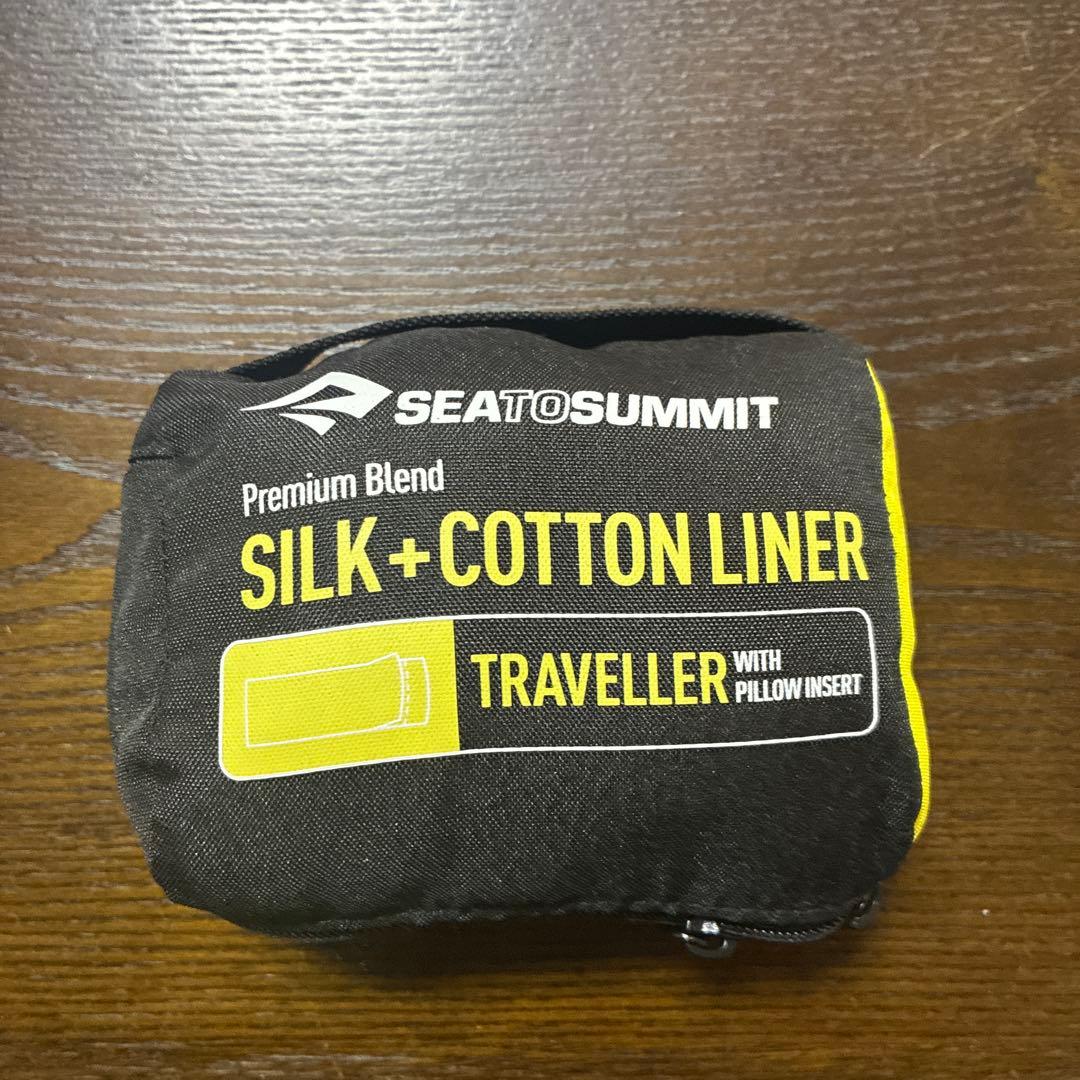 SEATOSUMMIT
Premium Blend
SILK+COTTON LINER
TRAVELLER WITH
PILLOW INSERT